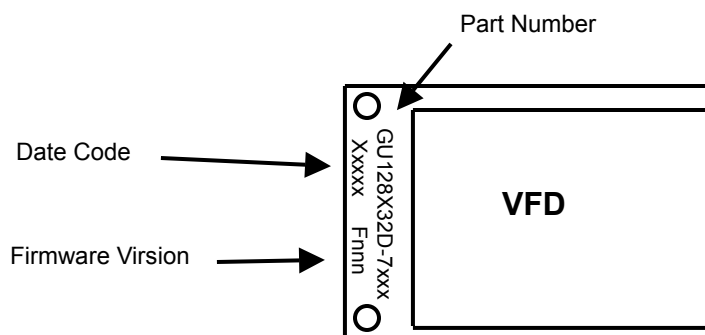 Part Number
Date Code
GU128X32D-7xxx
Xxxxx Fnnn
VFD
Firmware Virsion